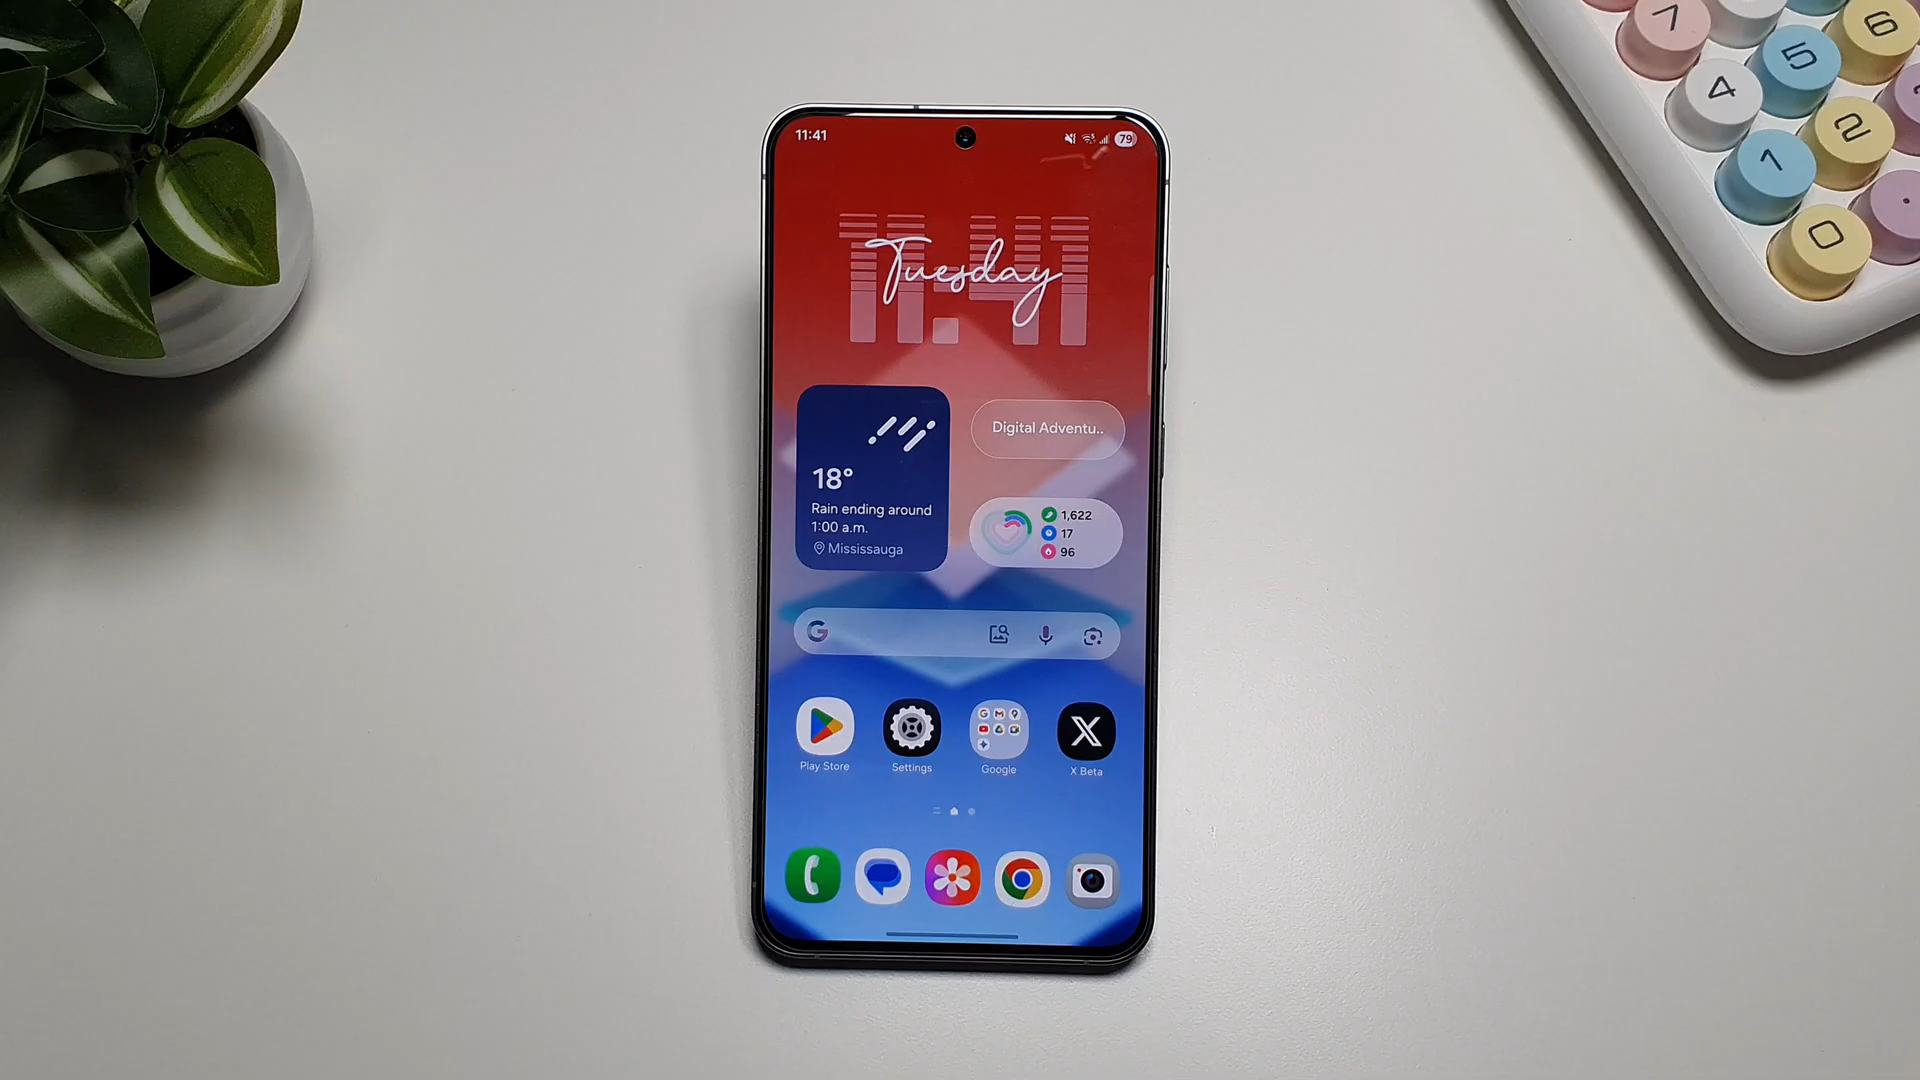 11:41
79
11:41
Tuesday
Digital Adventu..
18°
Rain ending around
1:00 a.m.
Mississauga
1,622
17
96
G
Play Store
Settings
Google
X Beta
7
4
5
6
1
2
0
.